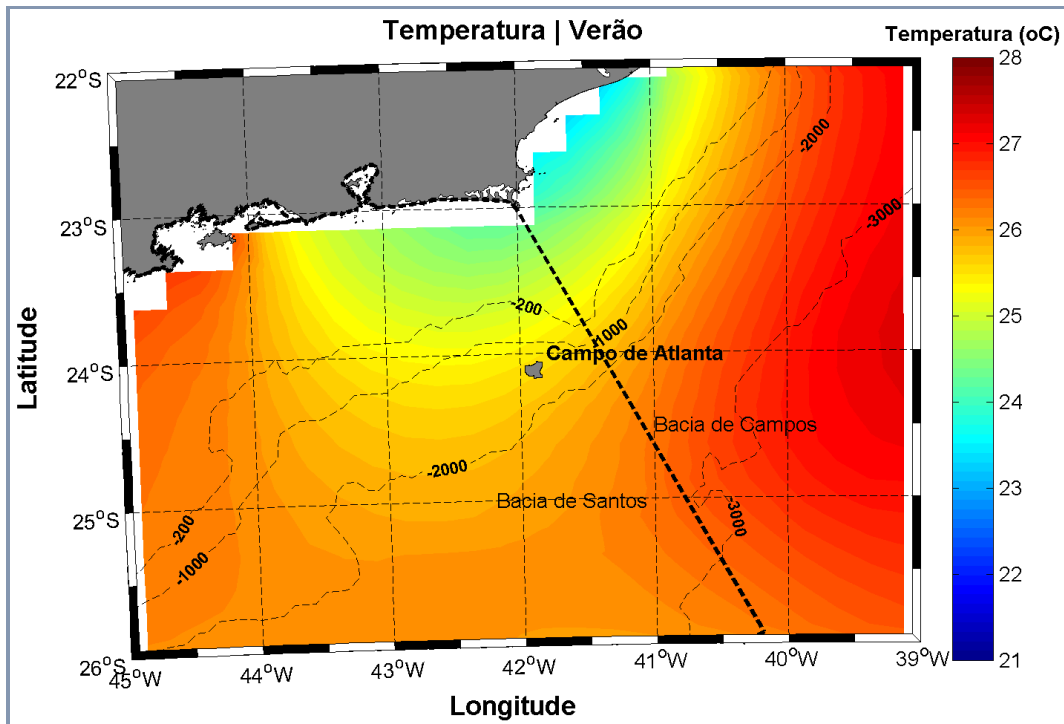 Temperatura | Verão
Temperatura (oC)
28
27
26
25
24
23
22
21
Latitude
22°S
23°S
24°S
25°S
26°S
-2000
-3000
-200
-1000
Campo de Atlanta
Bacia de Campos
-2000
Bacia de Santos
-3000
-200
-1000
45°W
44°W
43°W
42°W
41°W
40°W
39°W
Longitude